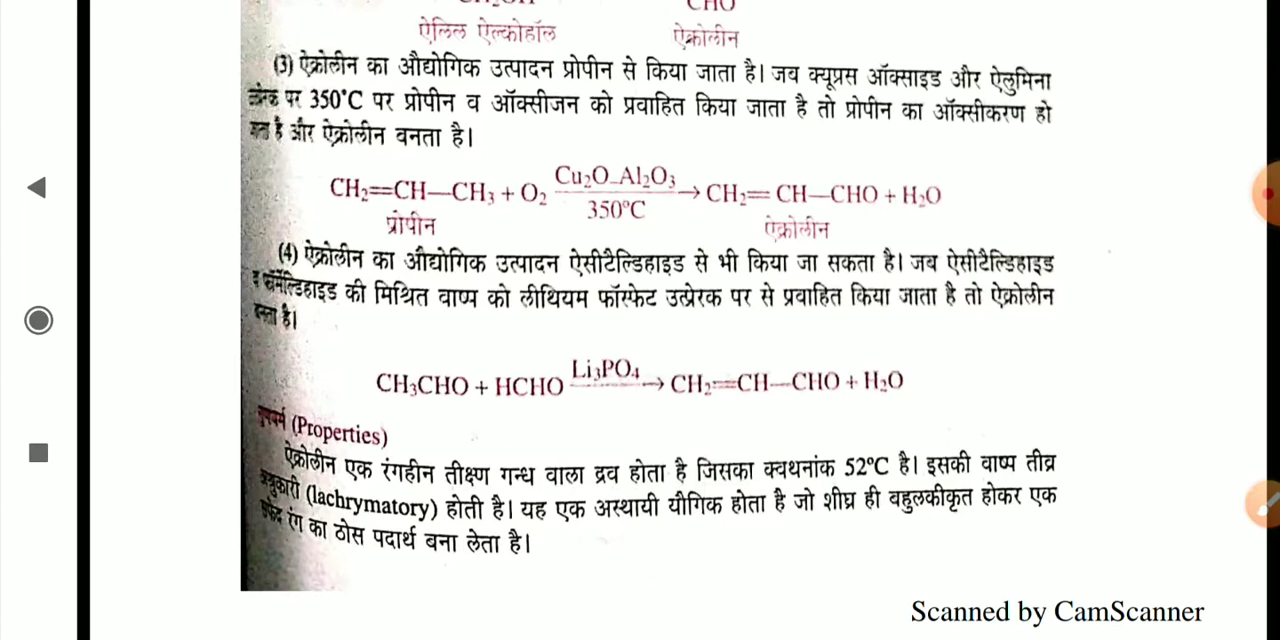 CHO
ऐलिल ऐल्कोहॉल ऐक्रोलीन
(3) ऐक्रोलीन का औद्योगिक उत्पादन प्रोपीन से किया जाता है। जब क्यूप्रस ऑक्साइड और ऐलुमिना
पर 350°C पर प्रोपीन व ऑक्सीजन को प्रवाहित किया जाता है तो प्रोपीन का ऑक्सीकरण हो
है और ऐक्रोलीन बनता है।
CH₂=CH—CH₃ + O₂ Cu₂O–Al₂O₃ 350°C → CH₂= CH—CHO + H₂O
प्रोपीन ऐक्रोलीन
(4) ऐक्रोलीन का औद्योगिक उत्पादन ऐसीटैल्डिहाइड से भी किया जा सकता है। जब ऐसीटैल्डिहाइड
की मिश्रित वाष्प को लीथियम फॉस्फेट उत्प्रेरक पर से प्रवाहित किया जाता है तो ऐक्रोलीन
है।
CH₃CHO + HCHO Li₃PO₄ → CH₂=CH—CHO + H₂O
(Properties)
ऐक्रोलीन एक रंगहीन तीक्ष्ण गन्ध वाला द्रव होता है जिसका क्वथनांक 52°C है। इसकी वाष्प तीव्र
(lachrymatory) होती है। यह एक अस्थायी यौगिक होता है जो शीघ्र ही बहुलकीकृत होकर एक
रंग का ठोस पदार्थ बना लेता है।
Scanned by CamScanner